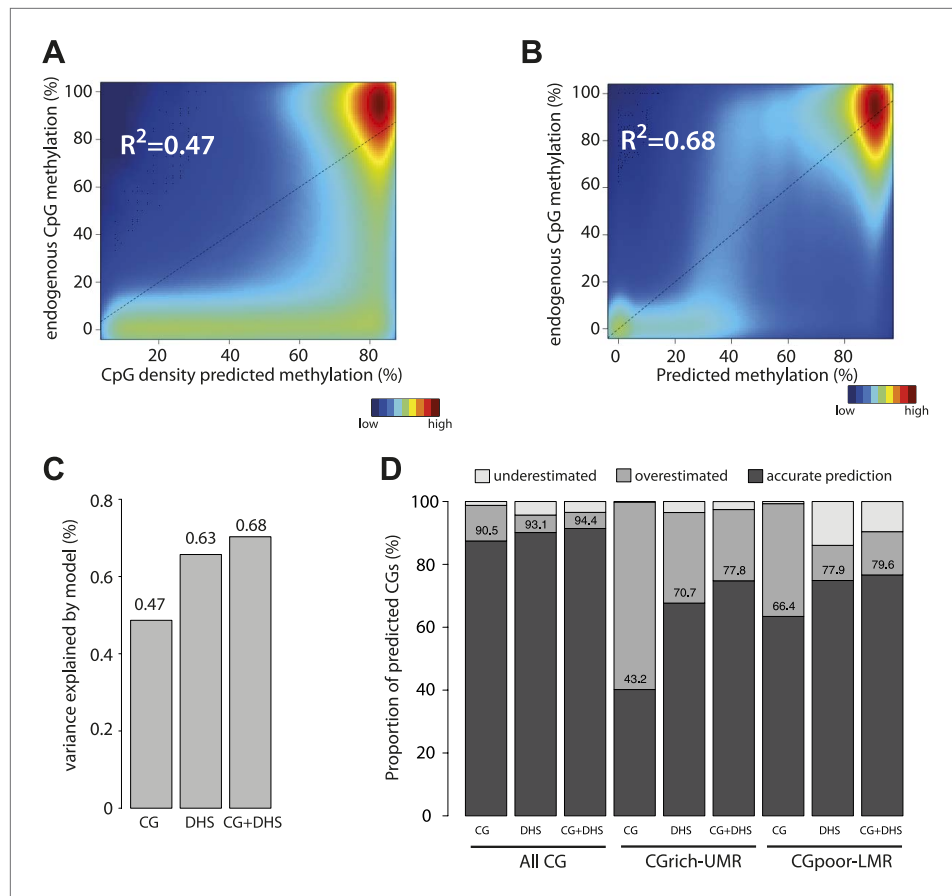 A
endogenous CpG methylation (%)
100
80
60
40
20
0
R²=0.47
20 40 60 80
CpG density predicted methylation (%)
low high
B
endogenous CpG methylation (%)
100
80
60
40
20
0
R²=0.68
0 20 40 60 80
Predicted methylation (%)
low high
C
variance explained by model (%)
0.8
0.6
0.4
0.2
0
0.47
0.63
0.68
CG DHS CG+DHS
D
underestimated overestimated accurate prediction
Proportion of predicted CGs (%)
100
80
60
40
20
0
90.5 93.1 94.4 43.2 70.7 77.8 66.4 77.9 79.6
CG DHS CG+DHS CG DHS CG+DHS CG DHS CG+DHS
All CG CGrich-UMR CGpoor-LMR